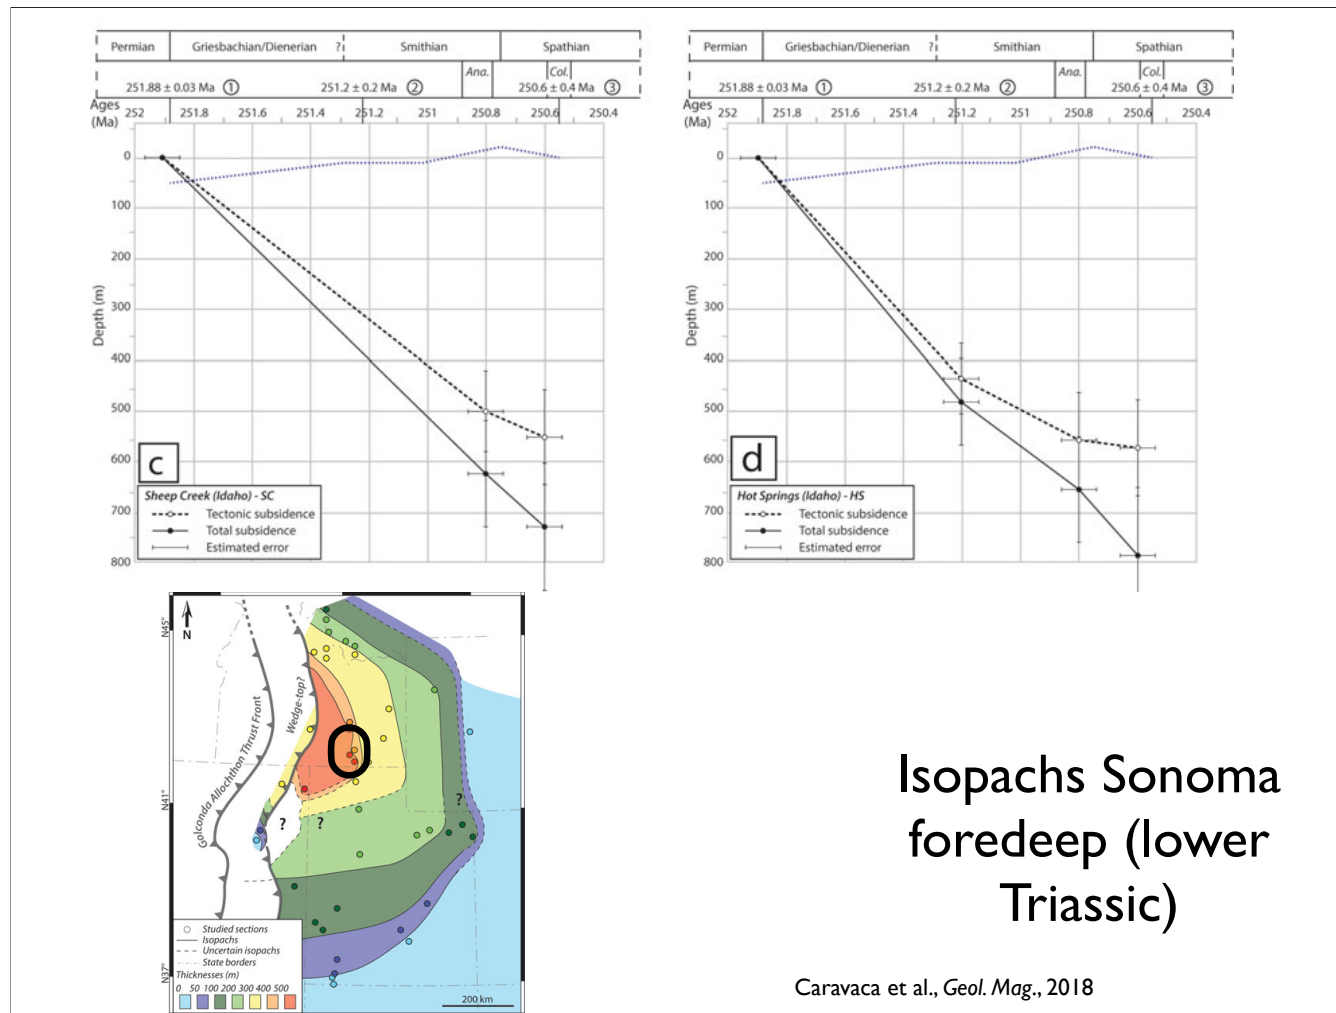 Permian Griesbachian/Dienerian ? Smithian Spathian
Ana. Col.
251.88 ± 0.03 Ma ① 251.2 ± 0.2 Ma ② 250.6 ± 0.4 Ma ③
Ages
(Ma)
252 251.8 251.6 251.4 251.2 251 250.8 250.6 250.4
0
100
200
300
400
500
600
700
800
Depth (m)
c
Sheep Creek (Idaho) - SC
Tectonic subsidence
Total subsidence
Estimated error
Permian Griesbachian/Dienerian ? Smithian Spathian
Ana. Col.
251.88 ± 0.03 Ma ① 251.2 ± 0.2 Ma ② 250.6 ± 0.4 Ma ③
Ages
(Ma)
252 251.8 251.6 251.4 251.2 251 250.8 250.6 250.4
0
100
200
300
400
500
600
700
800
Depth (m)
d
Hot Springs (Idaho) - HS
Tectonic subsidence
Total subsidence
Estimated error
N
N45°
N41°
N37°
Golconda Allochthon Thrust Front
Wedge-top?
?
?
?
Studied sections
Isopachs
Uncertain isopachs
State borders
Thicknesses (m)
0 50 100 200 300 400 500
200 km
Isopachs Sonoma
foredeep (lower
Triassic)
Caravaca et al., Geol. Mag., 2018